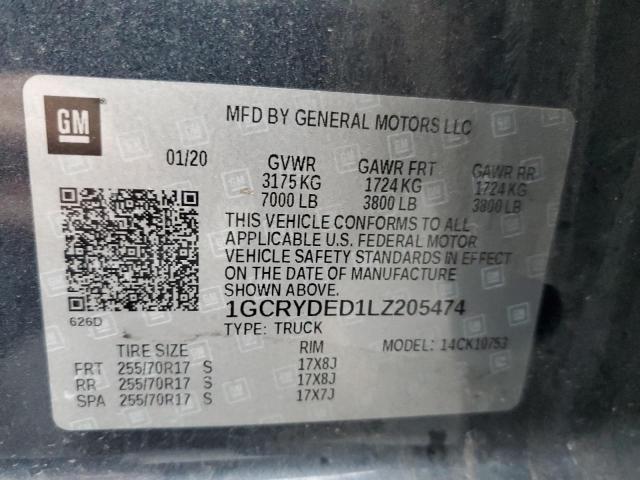 GM
MFD BY GENERAL MOTORS LLC
01/20 GVWR GAWR FRT GAWR RR
3175 KG 1724 KG 1724 KG
7000 LB 3800 LB 3800 LB
THIS VEHICLE CONFORMS TO ALL
APPLICABLE U.S. FEDERAL MOTOR
VEHICLE SAFETY STANDARDS IN EFFECT
ON THE DATE OF MANUFACTURE
SHOWN ABOVE.
626D
1GCRYDED1LZ205474
TYPE: TRUCK
TIRE SIZE RIM MODEL: 14CK10753
FRT 255/70R17 S 17X8J
RR 255/70R17 S 17X8J
SPA 255/70R17 S 17X7J